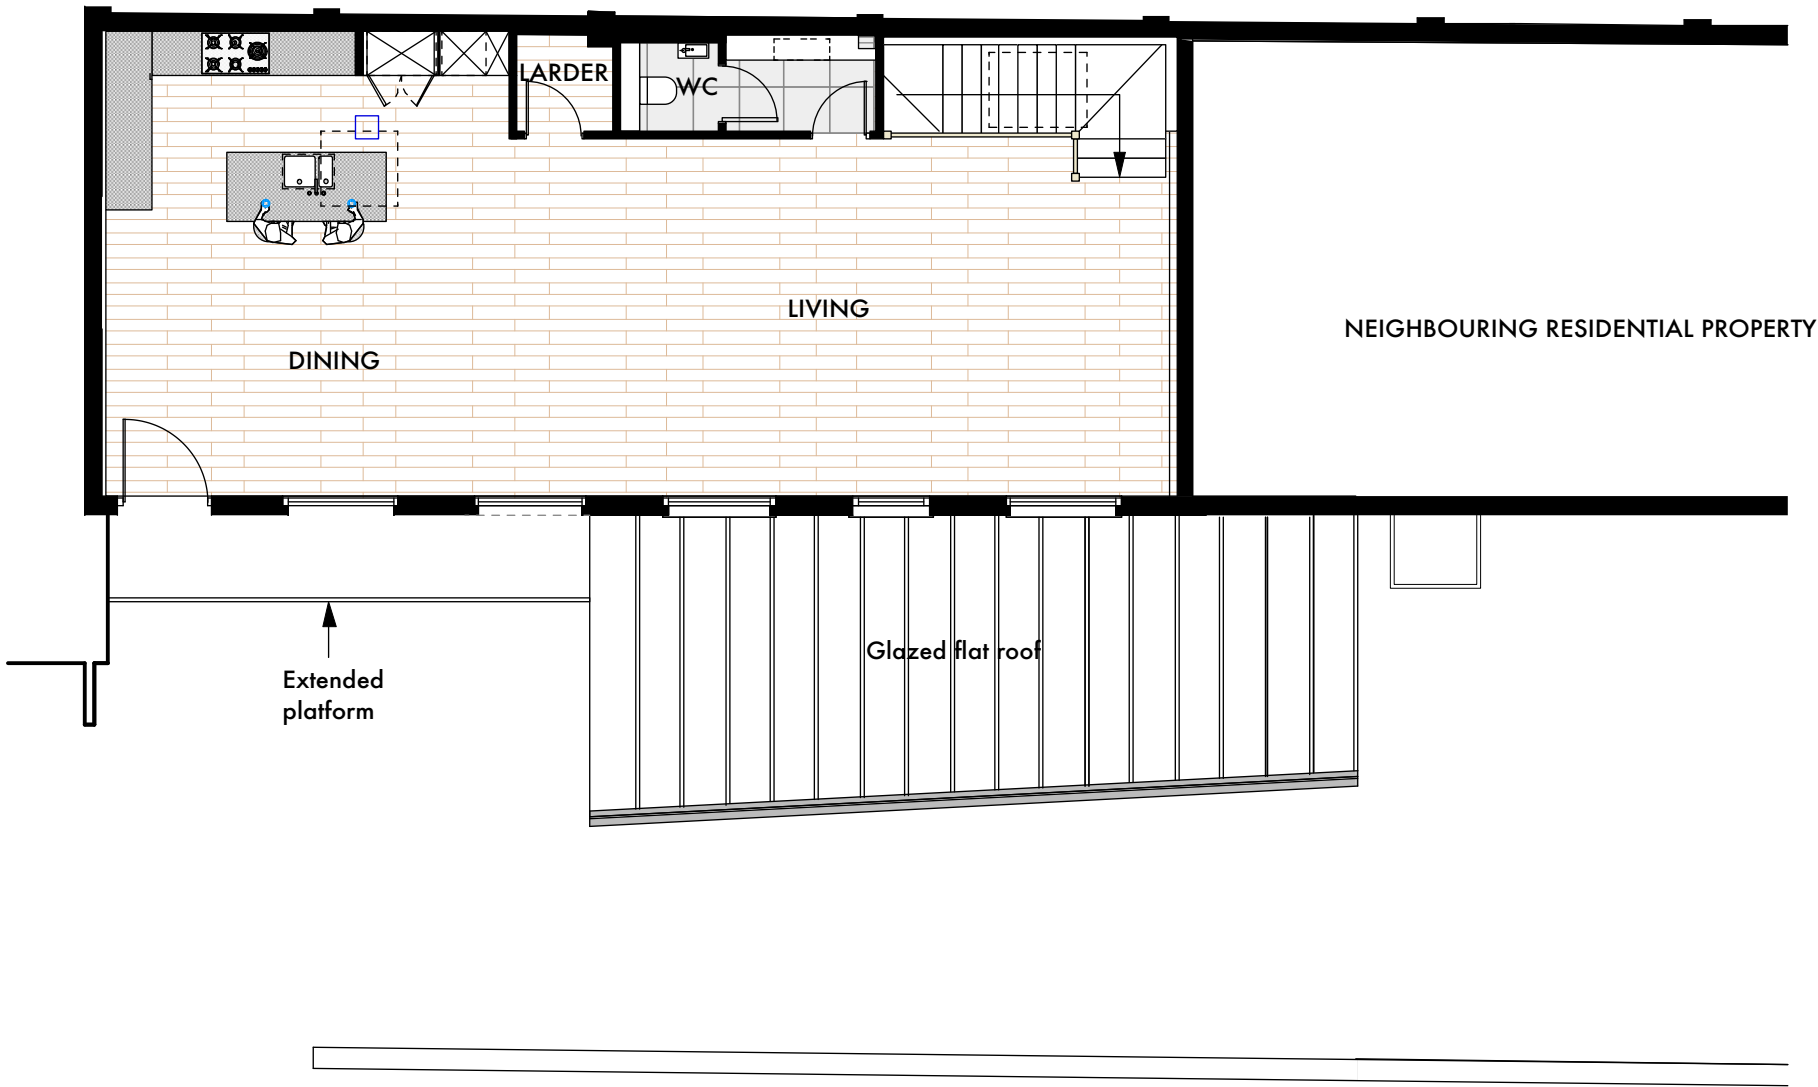 LARDER
WC
LIVING
NEIGHBOURING RESIDENTIAL PROPERTY
DINING
Glazed flat roof
Extended
platform